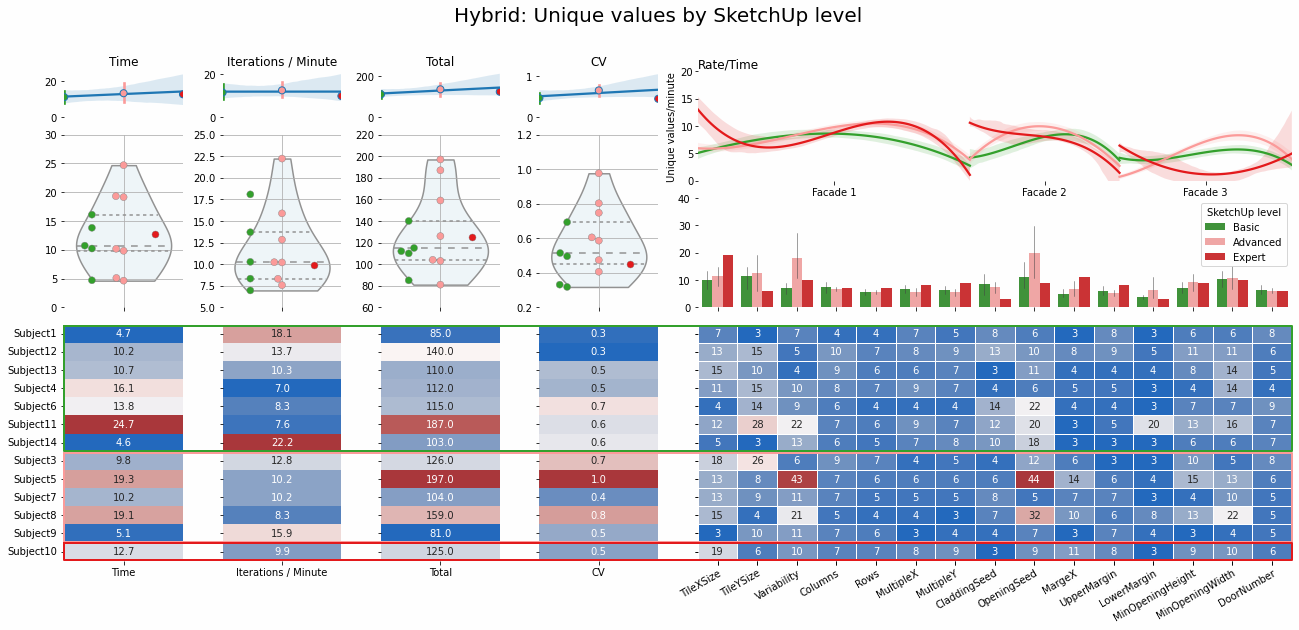 Hybrid: Unique values by SketchUp level
Time
Iterations / Minute
Total
CV
Rate/Time
20
0
20
0
200
0
1
0
Unique values/minute
20
15
10
5
0
Facade 1
Facade 2
Facade 3
30
25
20
15
10
5
0
25.0
22.5
20.0
17.5
15.0
12.5
10.0
7.5
5.0
220
200
180
160
140
120
100
80
60
1.2
1.0
0.8
0.6
0.4
0.2
40
30
20
10
0
SketchUp level
Basic
Advanced
Expert
Subject1 4.7 18.1 85.0 0.3 7 3 7 4 4 7 5 8 6 3 8 3 6 6 8
Subject12 10.2 13.7 140.0 0.3 13 15 5 10 7 8 9 13 10 8 9 5 11 11 6
Subject13 10.7 10.3 110.0 0.5 15 10 4 9 6 6 7 3 11 4 4 4 8 14 5
Subject4 16.1 7.0 112.0 0.5 11 15 10 8 7 9 7 4 6 5 5 3 4 14 4
Subject6 13.8 8.3 115.0 0.7 4 14 9 6 4 4 4 14 22 4 4 3 7 7 9
Subject11 24.7 7.6 187.0 0.6 12 28 22 7 6 9 7 12 20 3 5 20 13 16 7
Subject14 4.6 22.2 103.0 0.6 5 3 13 6 5 7 8 10 18 3 3 3 6 6 7
Subject3 9.8 12.8 126.0 0.7 18 26 6 9 7 4 5 4 12 6 3 3 10 5 8
Subject5 19.3 10.2 197.0 1.0 13 8 43 7 6 6 6 6 44 14 6 4 15 13 6
Subject7 10.2 10.2 104.0 0.4 13 9 11 7 5 5 5 8 5 7 7 3 4 10 5
Subject8 19.1 8.3 159.0 0.8 15 4 21 5 4 4 3 7 32 10 6 8 13 22 5
Subject9 5.1 15.9 81.0 0.5 3 10 11 7 6 3 4 4 7 3 7 4 3 4 5
Subject10 12.7 9.9 125.0 0.5 19 6 10 7 7 8 9 3 9 11 8 3 9 10 6
Time
Iterations / Minute
Total
CV
TileXSize
TileYSize
Variability
Columns
Rows
MultipleX
MultipleY
CladdingSeed
OpeningSeed
MargeX
UpperMargin
LowerMargin
MinOpeningHeight
MinOpeningWidth
DoorNumber